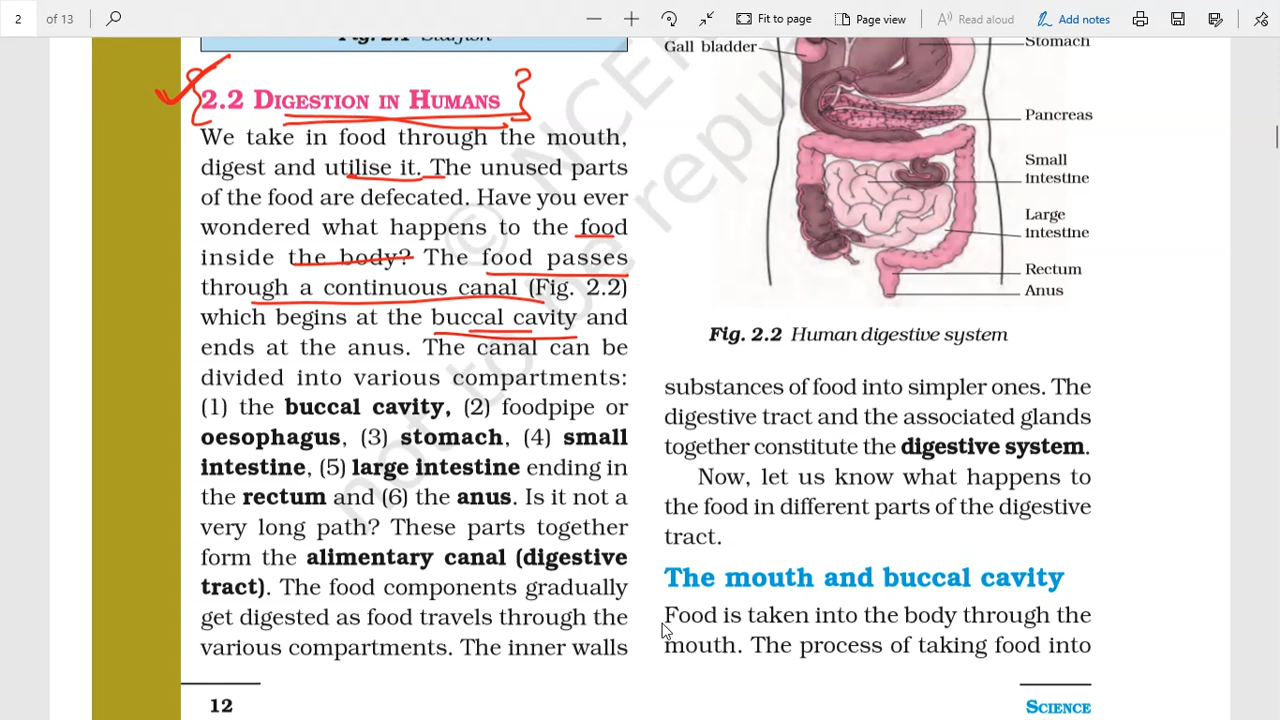 2
of 13
Fit to page
Page view
Read aloud
Add notes
Fig. 2.1 Starfish
2.2 DIGESTION IN HUMANS
We take in food through the mouth,
digest and utilise it. The unused parts
of the food are defecated. Have you ever
wondered what happens to the food
inside the body? The food passes
through a continuous canal (Fig. 2.2)
which begins at the buccal cavity and
ends at the anus. The canal can be
divided into various compartments:
(1) the buccal cavity, (2) foodpipe or
oesophagus, (3) stomach, (4) small
intestine, (5) large intestine ending in
the rectum and (6) the anus. Is it not a
very long path? These parts together
form the alimentary canal (digestive
tract). The food components gradually
get digested as food travels through the
various compartments. The inner walls
12
Gall bladder
Stomach
Pancreas
Small
intestine
Large
intestine
Rectum
Anus
Fig. 2.2 Human digestive system
substances of food into simpler ones. The
digestive tract and the associated glands
together constitute the digestive system.
Now, let us know what happens to
the food in different parts of the digestive
tract.
The mouth and buccal cavity
Food is taken into the body through the
mouth. The process of taking food into
SCIENCE
© NCER
not to be republ